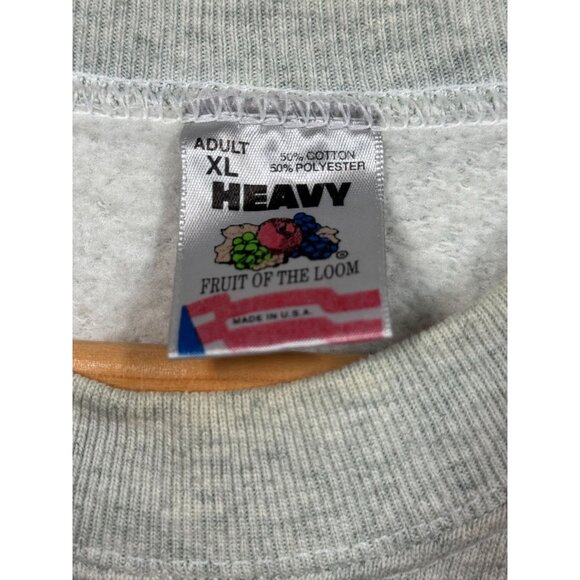 ADULT
XL
50% COTTON
50% POLYESTER
HEAVY
®
FRUIT OF THE LOOM
MADE IN U.S.A.